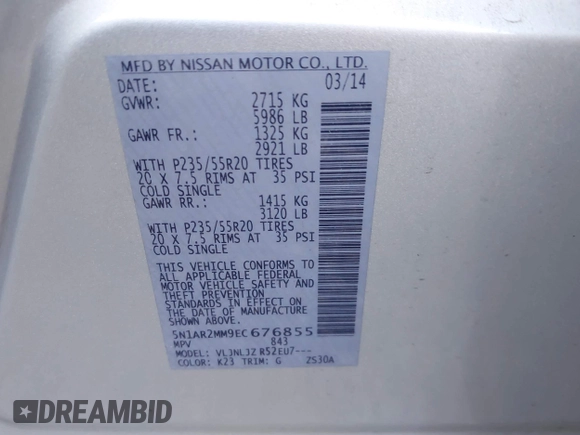 MFD BY NISSAN MOTOR CO., LTD.
DATE: 03/14
GVWR: 2715 KG
5986 LB
GAWR FR.: 1325 KG
2921 LB
WITH P235/55R20 TIRES
20 X 7.5 RIMS AT 35 PSI
COLD SINGLE
GAWR RR.: 1415 KG
3120 LB
WITH P235/55R20 TIRES
20 X 7.5 RIMS AT 35 PSI
COLD SINGLE
THIS VEHICLE CONFORMS TO
ALL APPLICABLE FEDERAL
MOTOR VEHICLE SAFETY AND
THEFT PREVENTION
STANDARDS IN EFFECT ON
THE DATE OF MANUFACTURE
SHOWN ABOVE.
5N1AR2MM9EC676855
MPV 843
MODEL: VLJNLJZ R52EU7---
COLOR: K23 TRIM: G ZS30A
DREAMBID